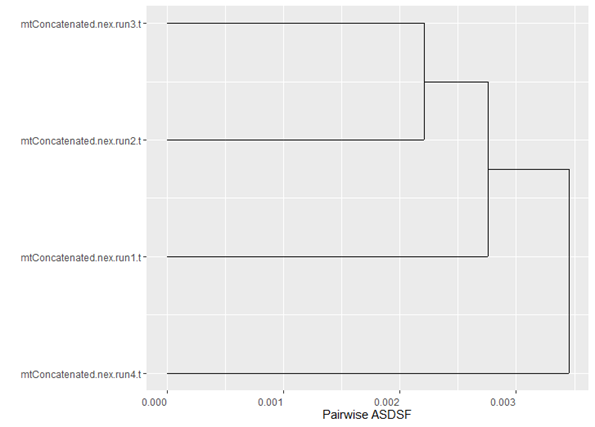 mtConcatenated.nex.run3.t
mtConcatenated.nex.run2.t
mtConcatenated.nex.run1.t
mtConcatenated.nex.run4.t
0.000 0.001 0.002 0.003
Pairwise ASDSF